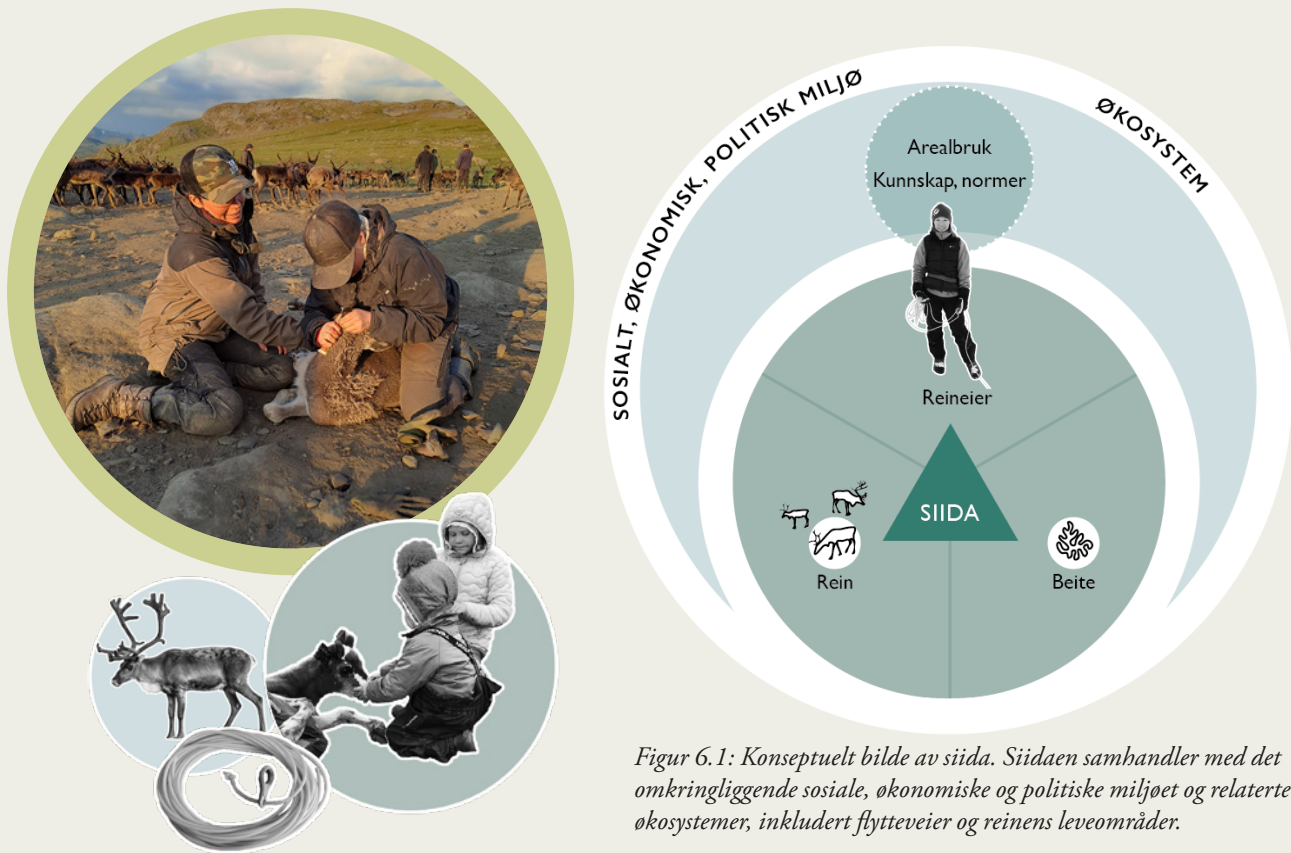 SOSIALT, ØKONOMISK, POLITISK MILJØ
ØKOSYSTEM
Arealbruk
Kunnskap, normer
Reineier
SIIDA
Rein
Beite
Figur 6.1: Konseptuelt bilde av siida. Siidaen samhandler med det
omkringliggende sosiale, økonomiske og politiske miljøet og relaterte
økosystemer, inkludert flytteveier og reinens leveområder.